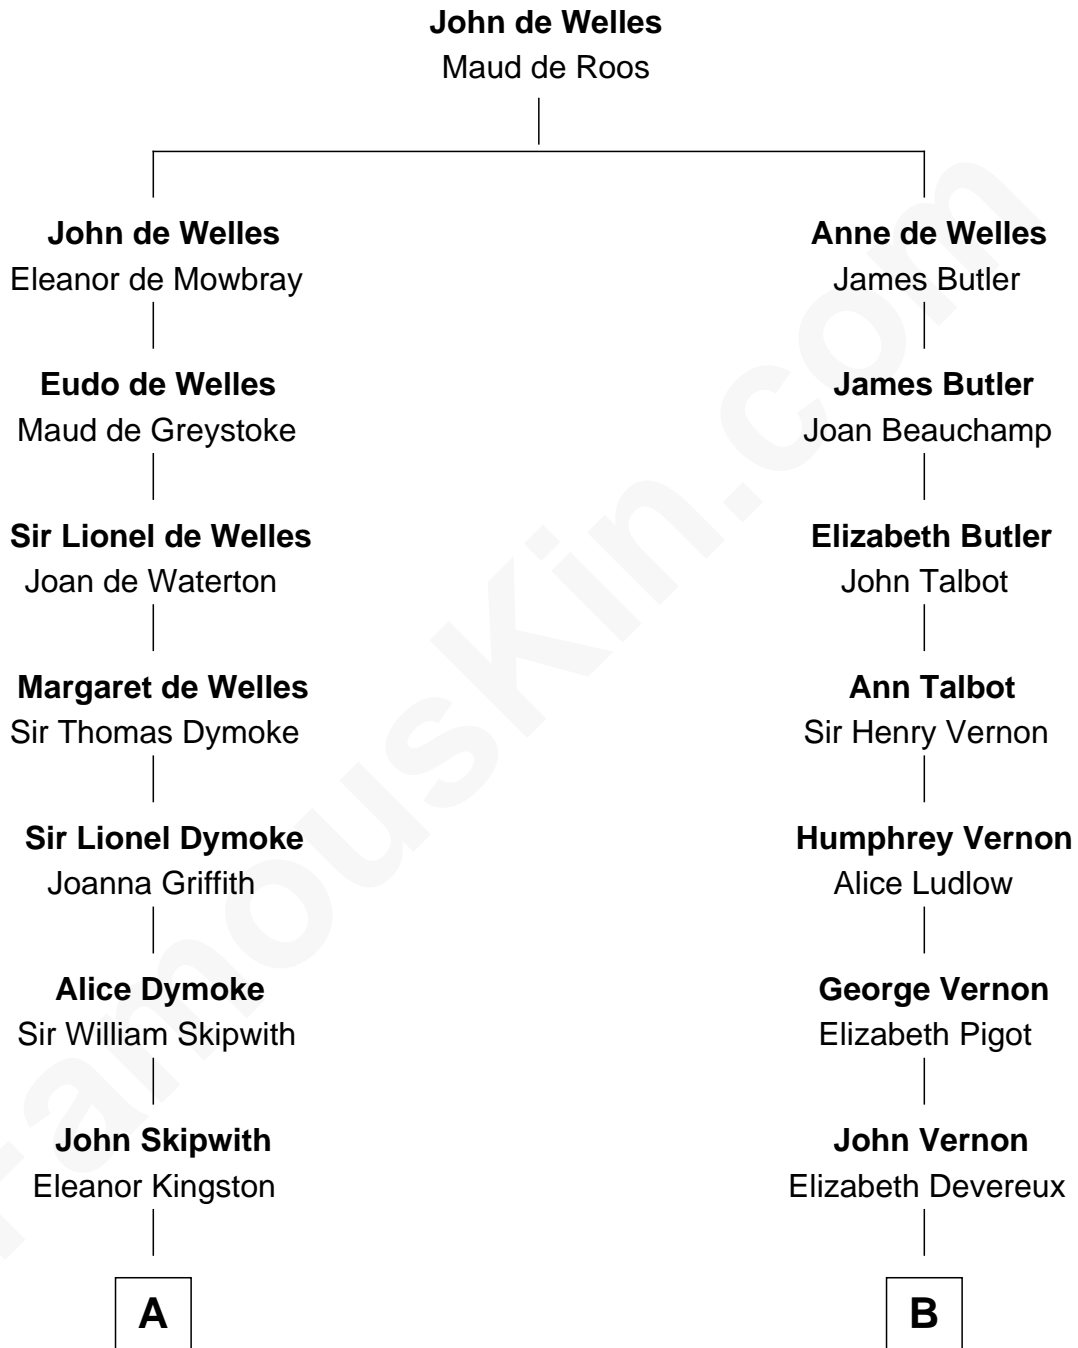 John de Welles
Maud de Roos
John de Welles
Eleanor de Mowbray
Anne de Welles
James Butler
Eudo de Welles
Maud de Greystoke
James Butler
Joan Beauchamp
Sir Lionel de Welles
Joan de Waterton
Elizabeth Butler
John Talbot
Margaret de Welles
Sir Thomas Dymoke
Ann Talbot
Sir Henry Vernon
Sir Lionel Dymoke
Joanna Griffith
Humphrey Vernon
Alice Ludlow
Alice Dymoke
Sir William Skipwith
George Vernon
Elizabeth Pigot
John Skipwith
Eleanor Kingston
John Vernon
Elizabeth Devereux
A
B
FamousKin.com